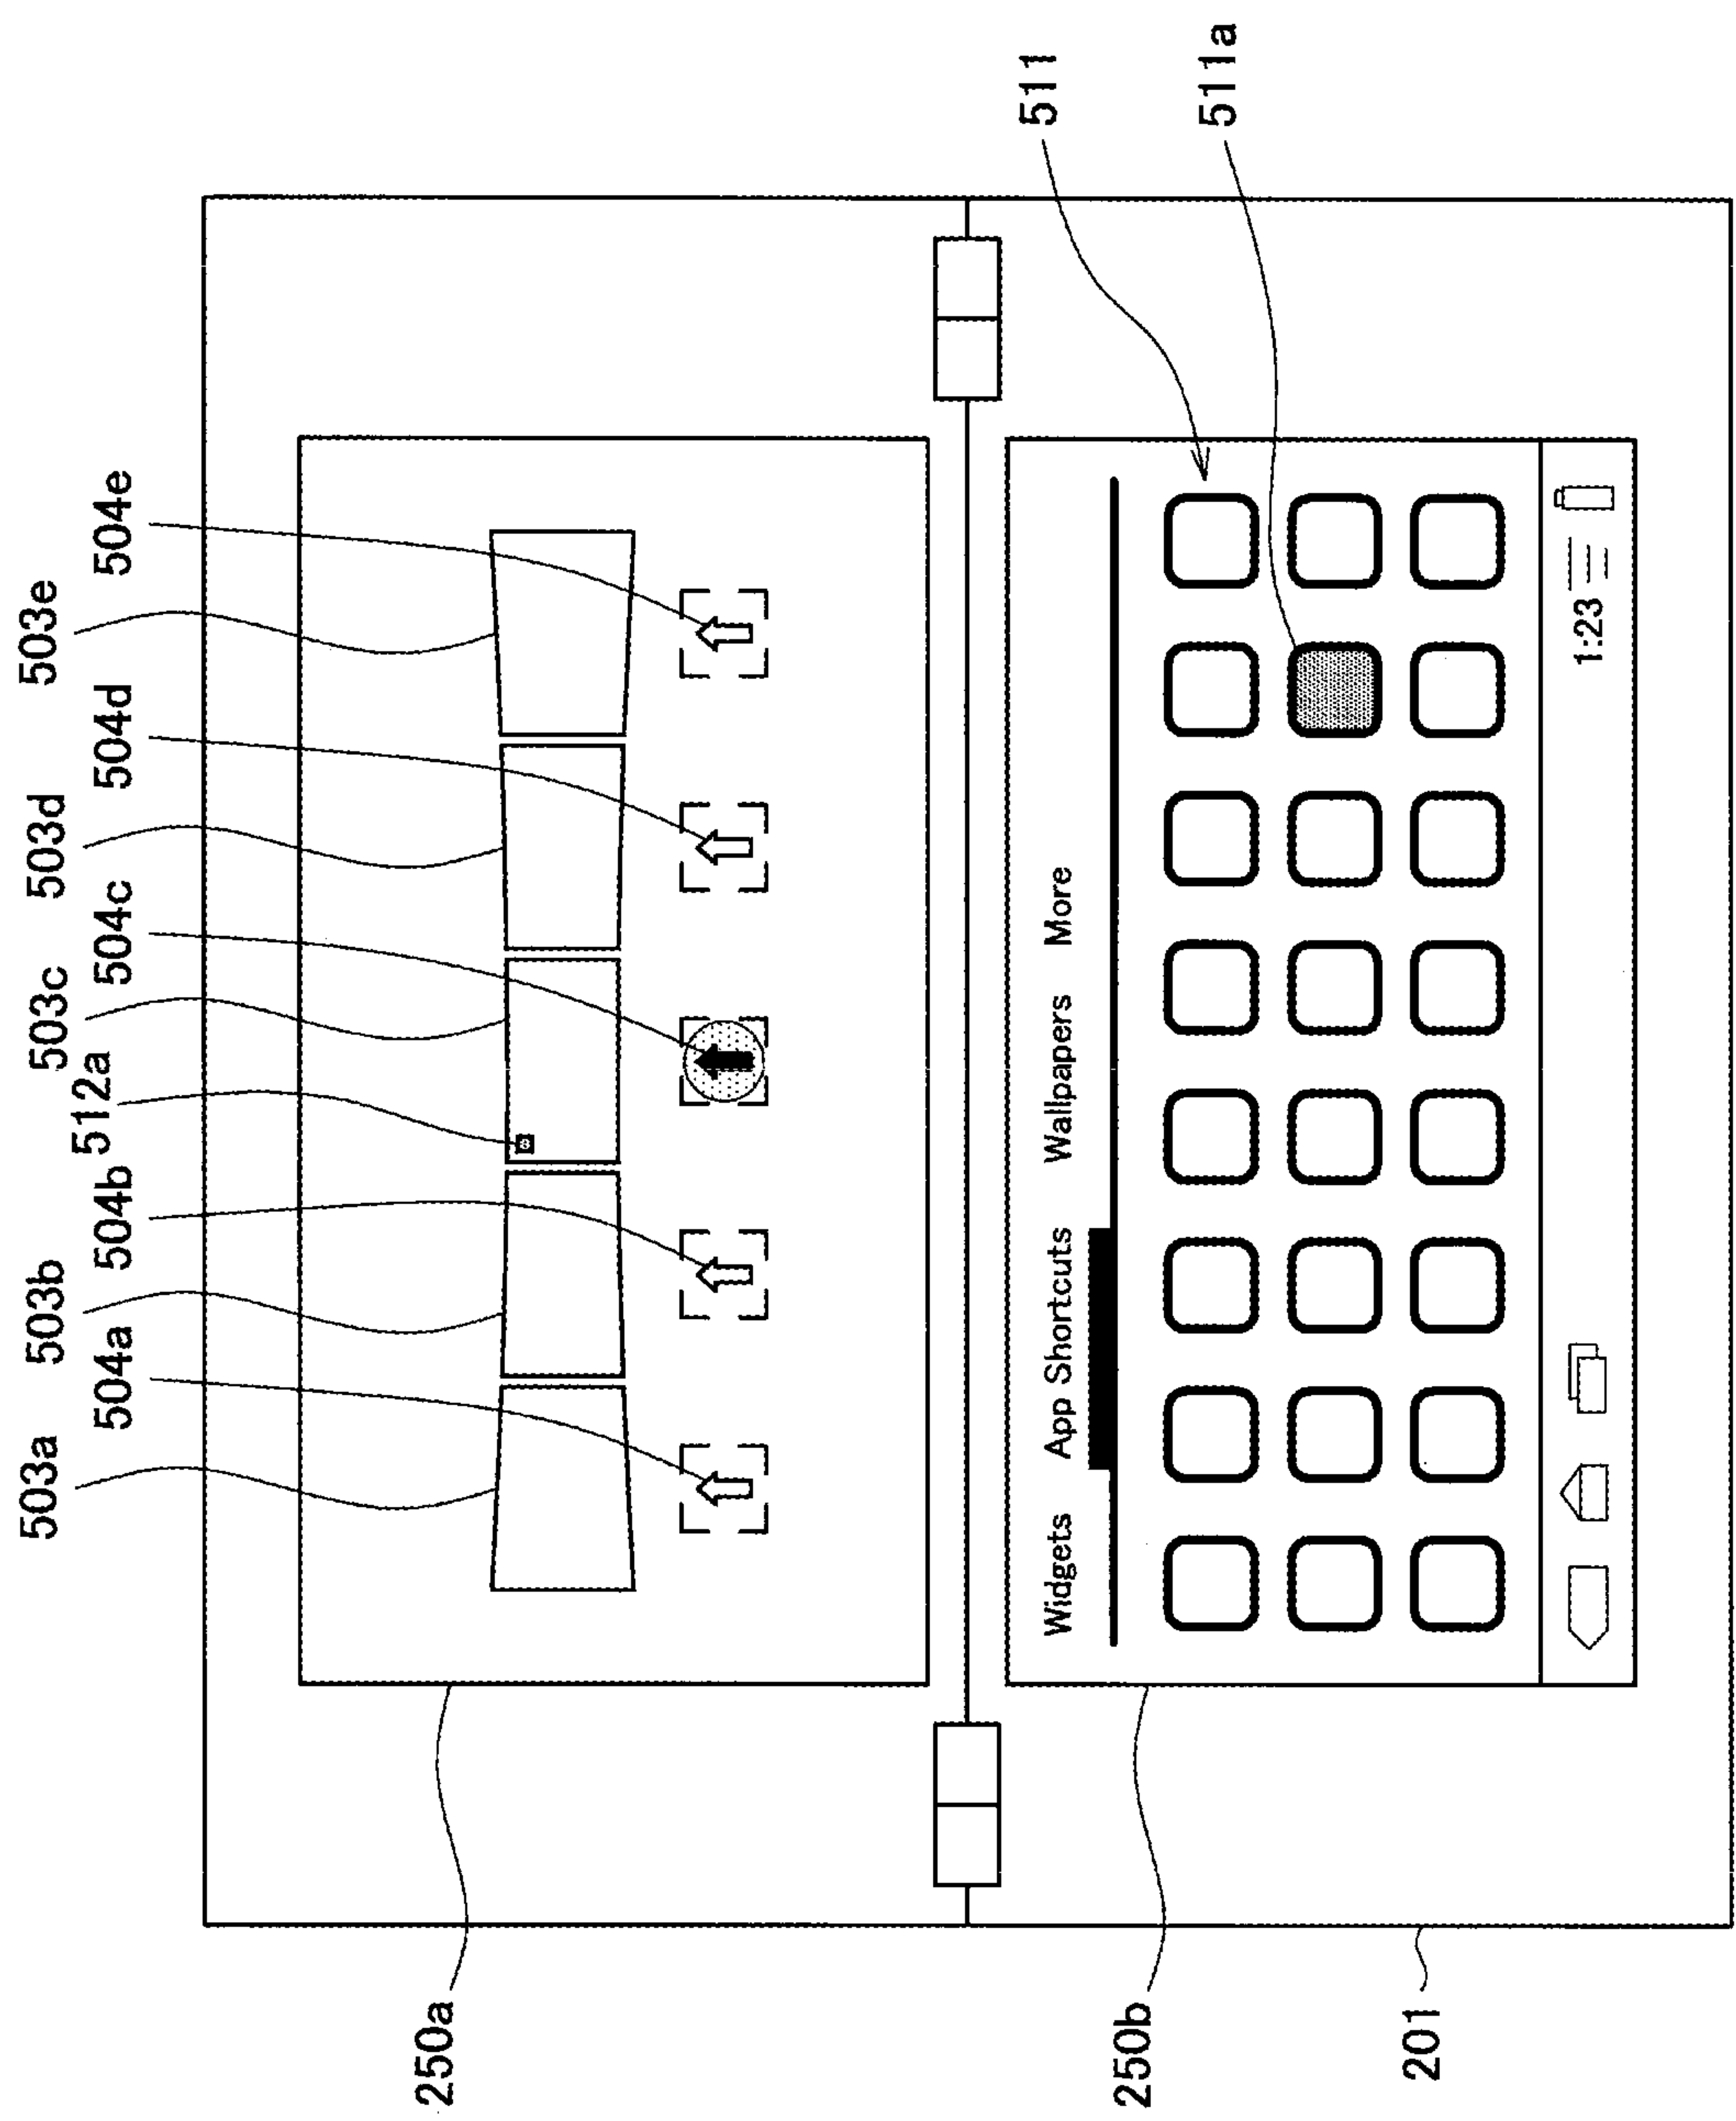 503a
504a
503b
504b
512a
503c
504c
503d
504d
503e
504e
250a
Widgets App Shortcuts Wallpapers More
511
511a
1:23
250b
201